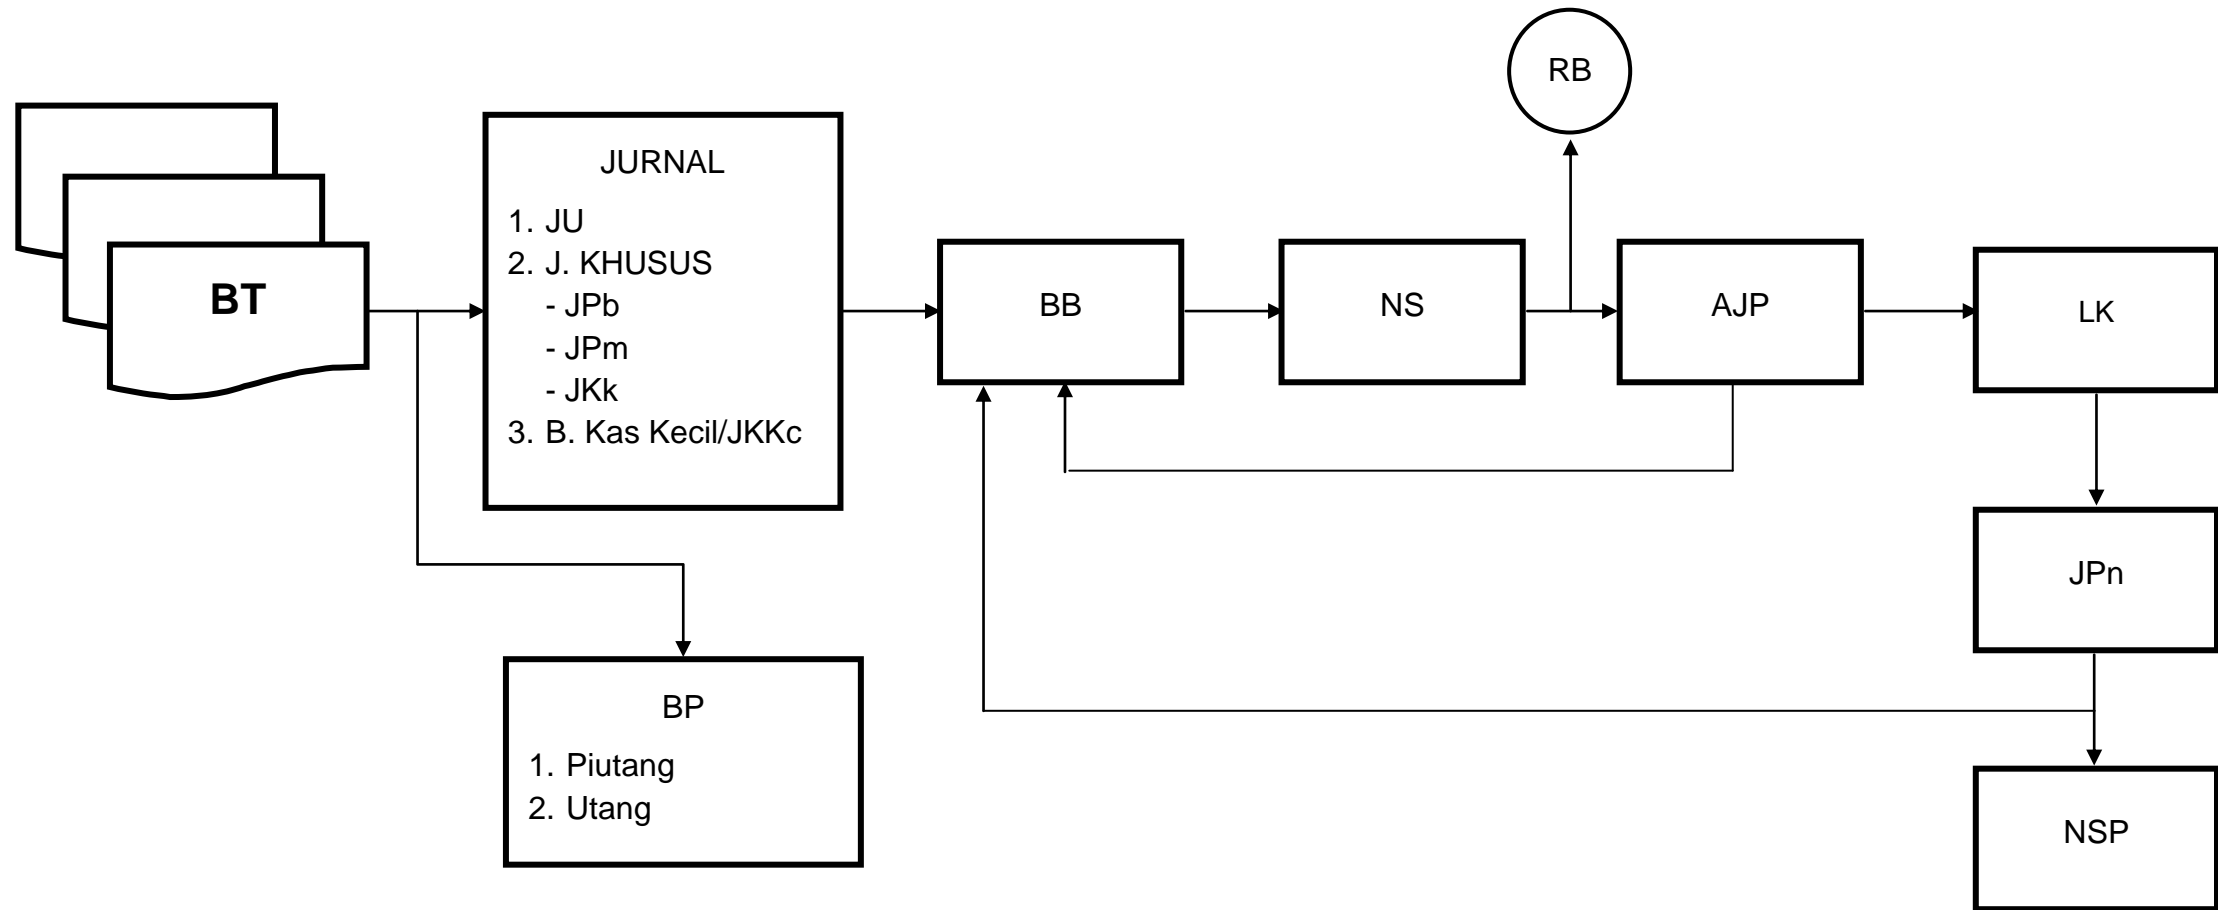 RB
BT
JURNAL
1. JU
2. J. KHUSUS
- JPb
- JPm
- JKk
3. B. Kas Kecil/JKKc
BB
NS
AJP
LK
JPn
BP
1. Piutang
2. Utang
NSP